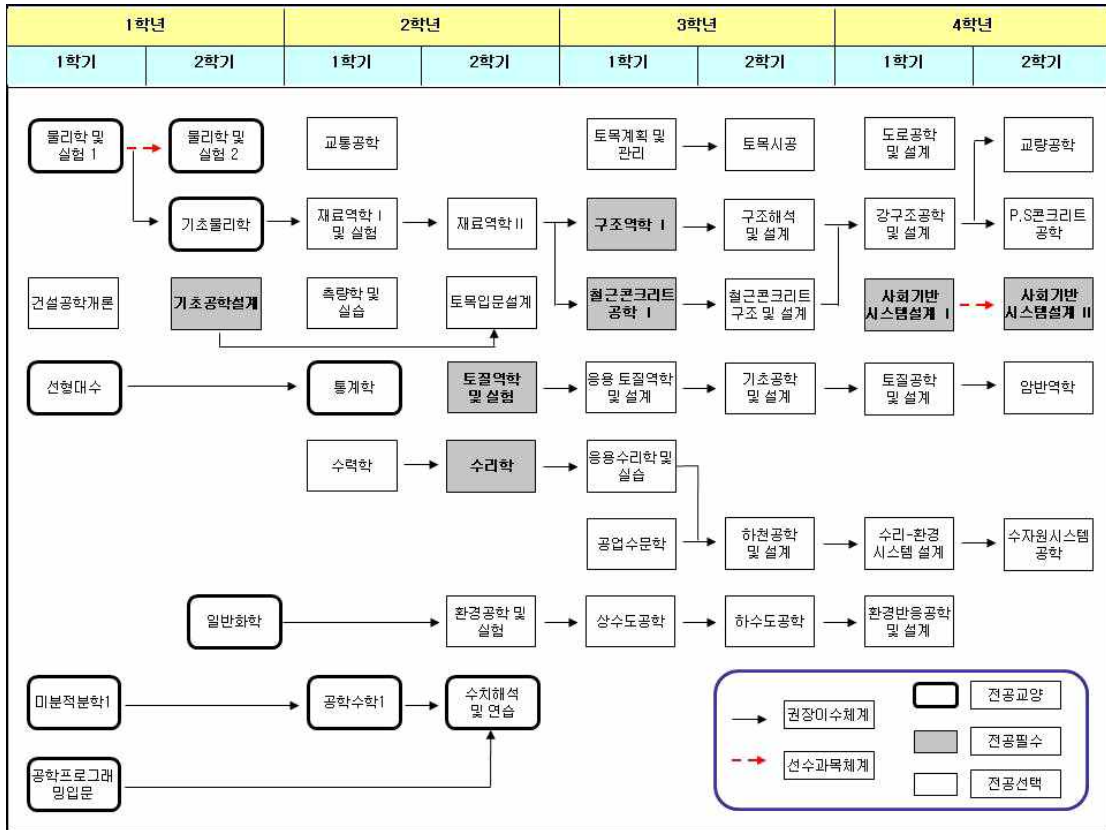 1학년
2학년
3학년
4학년
1학기
2학기
1학기
2학기
1학기
2학기
1학기
2학기
물리학 및
실험 1
물리학 및
실험 2
교통공학
토목계획 및
관리
토목시공
도로공학
및 설계
교량공학
기초물리학
재료역학 I
및 실험
재료역학 II
구조역학 I
구조해석
및 설계
강구조공학
및 설계
P.S콘크리트
공학
건설공학개론
기초공학설계
측량학 및
실습
토목입문설계
철근콘크리트
공학 I
철근콘크리트
구조 및 설계
사회기반
시스템설계 I
사회기반
시스템설계 II
선형대수
통계학
토질역학
및 실험
응용 토질역학
및 설계
기초공학
및 설계
토질공학
및 설계
암반역학
수력학
수리학
응용수리학 및
실습
공업수문학
하천공학
및 설계
수리-환경
시스템 설계
수자원시스템
공학
일반화학
환경공학 및
실험
상수도공학
하수도공학
환경반응공학
및 설계
미분적분학1
공학수학1
수치해석
및 연습
공학프로그래
밍입문
권장이수체계
선수과목체계
전공교양
전공필수
전공선택